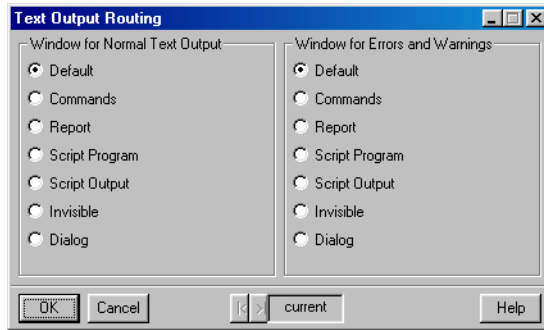 Text Output Routing
Window for Normal Text Output
Default
Commands
Report
Script Program
Script Output
Invisible
Dialog
Window for Errors and Warnings
Default
Commands
Report
Script Program
Script Output
Invisible
Dialog
OK Cancel current Help